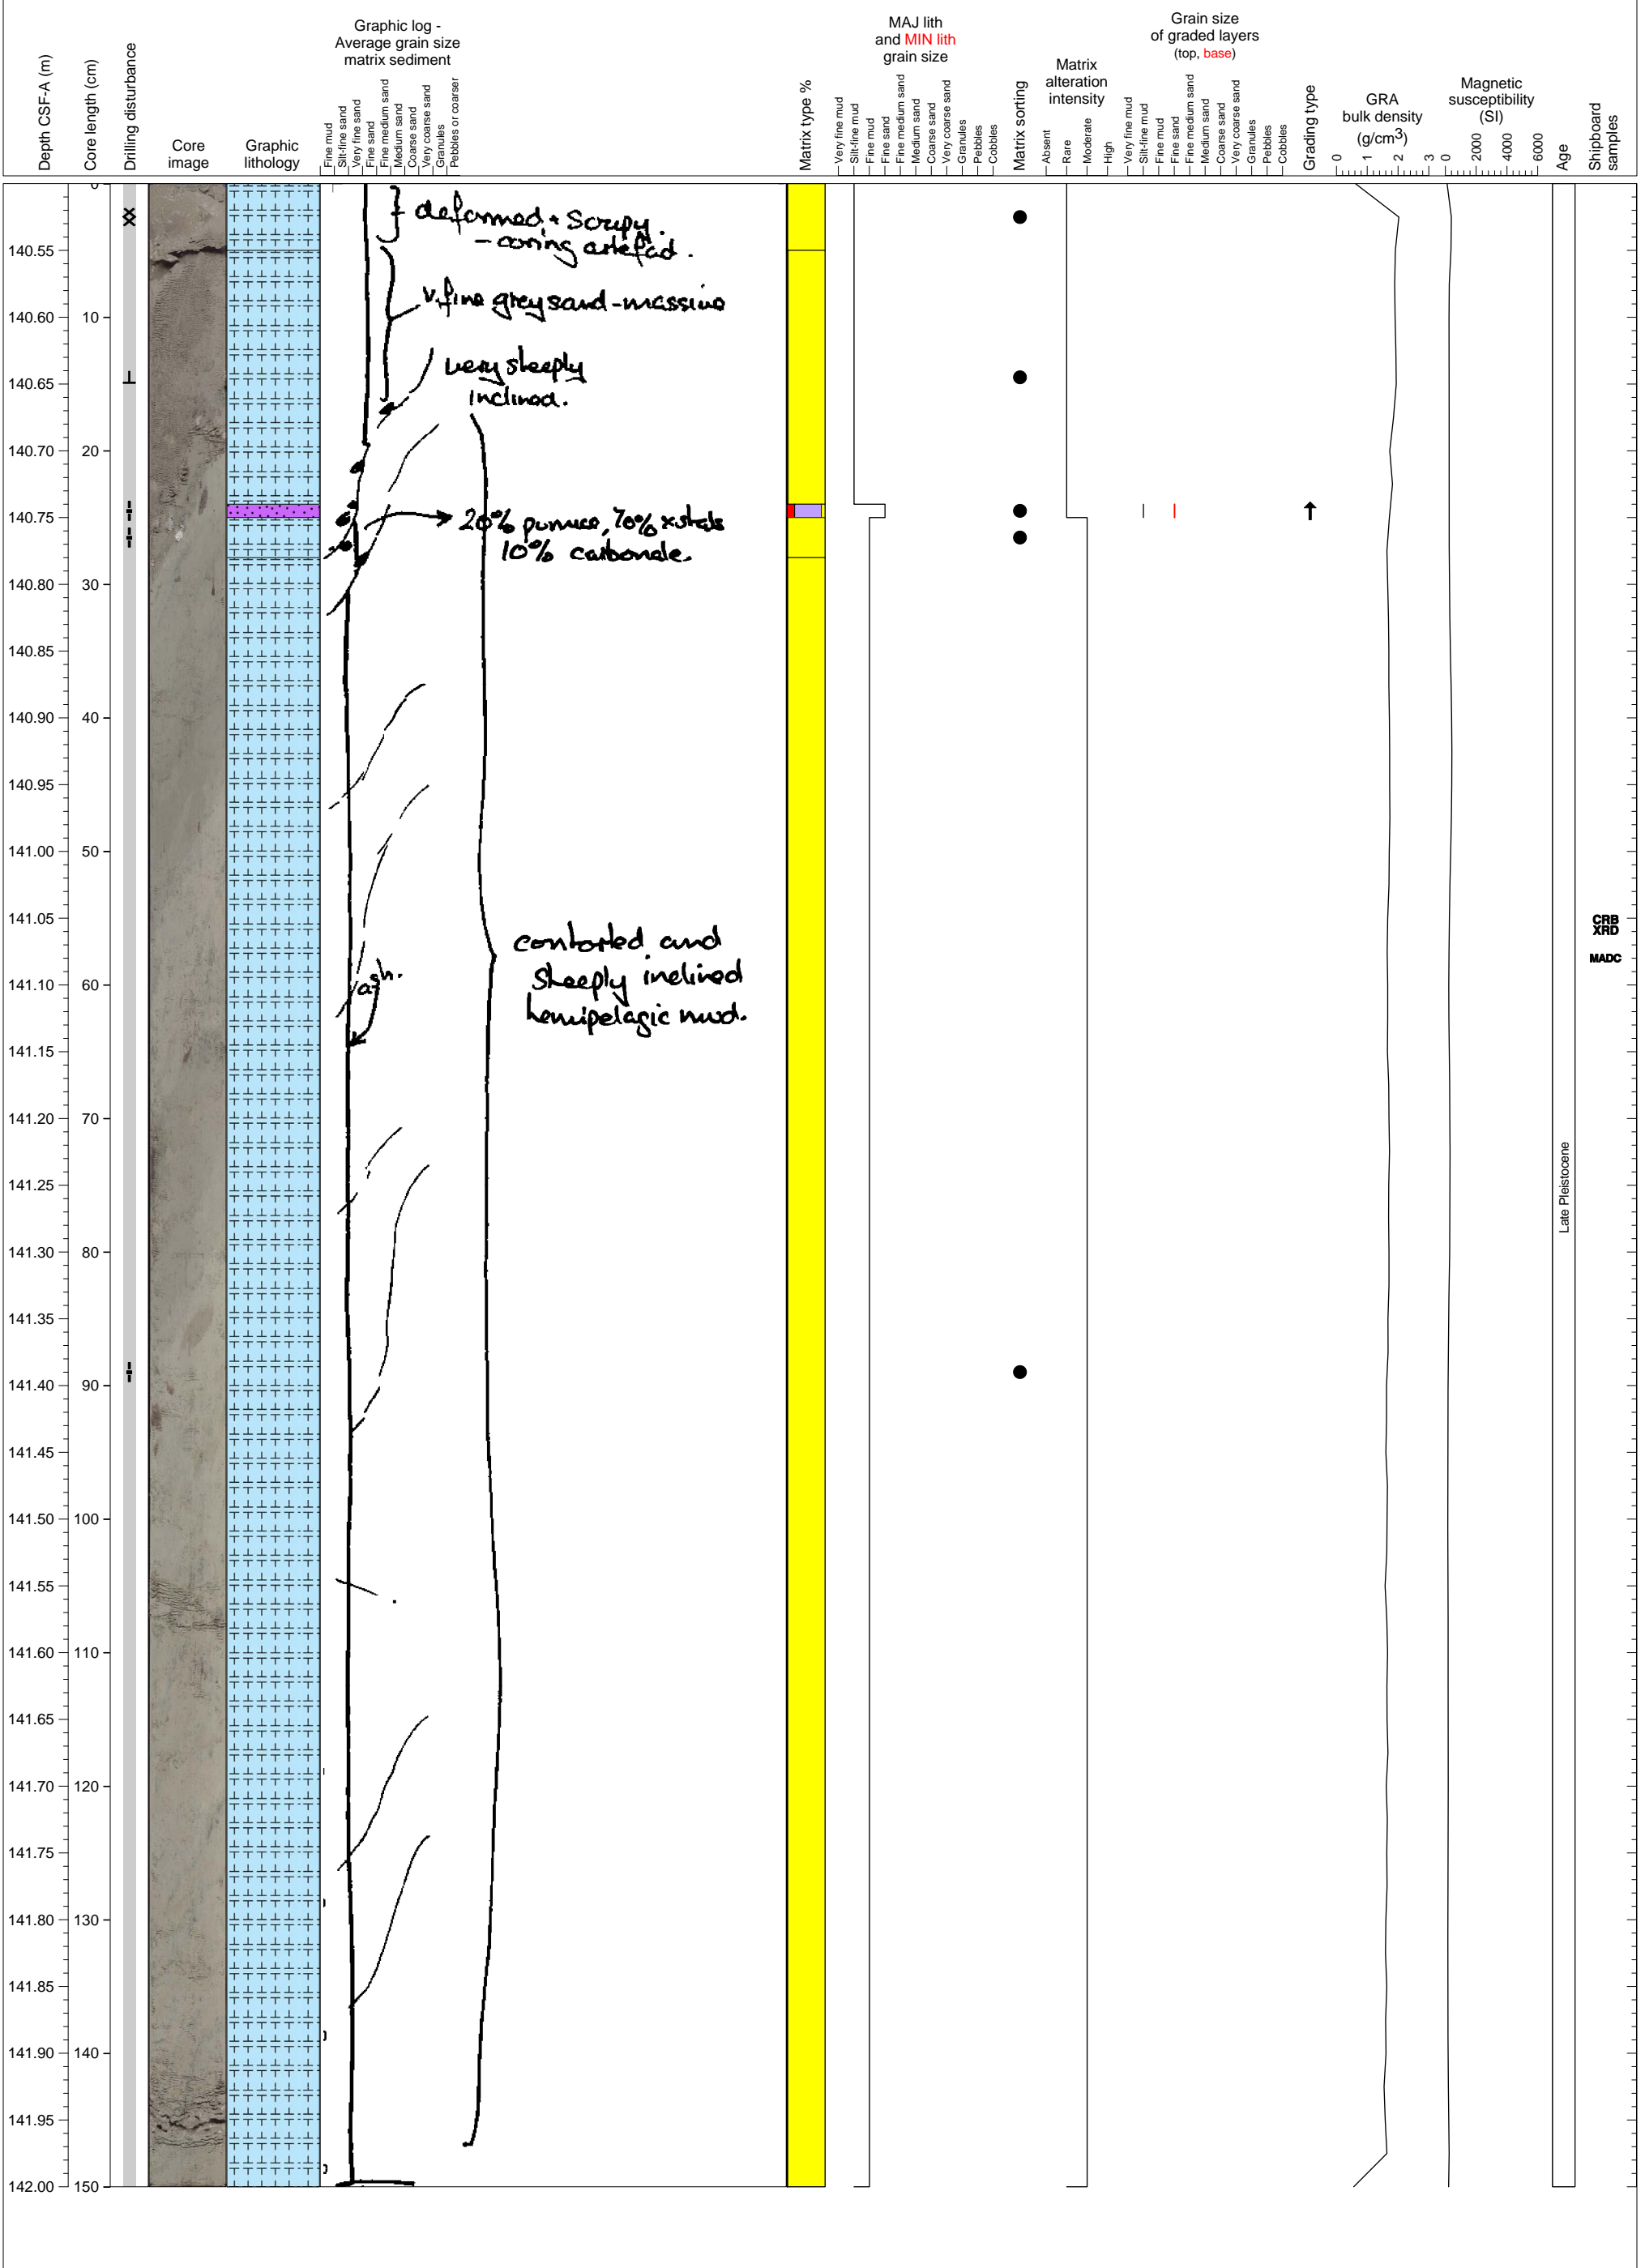 Depth CSF-A (m)
Core length (cm)
Drilling disturbance
Core
image
Graphic
lithology
Graphic log -
Average grain size
matrix sediment
Fine mud
Silt-fine sand
Very fine sand
Fine sand
Fine medium sand
Medium sand
Coarse sand
Very coarse sand
Granules
Pebbles or coarser
Matrix type %
MAJ lith
and MIN lith
grain size
Very fine mud
Silt-fine mud
Fine mud
Fine sand
Fine medium sand
Medium sand
Coarse sand
Very coarse sand
Granules
Pebbles
Cobbles
Matrix sorting
Matrix
alteration
intensity
Absent
Rare
Moderate
High
Grain size
of graded layers
(top, base)
Very fine mud
Silt-fine mud
Fine mud
Fine sand
Fine medium sand
Medium sand
Coarse sand
Very coarse sand
Granules
Pebbles
Cobbles
Grading type
GRA
bulk density
(g/cm3)
0 1 2 3
Magnetic
susceptibility
(SI)
0 2000 4000 6000
Age
Shipboard
samples
0
140.55
140.60 10
140.65
140.70 20
140.75
140.80 30
140.85
140.90 40
140.95
141.00 50
141.05
141.10 60
141.15
141.20 70
141.25
141.30 80
141.35
141.40 90
141.45
141.50 100
141.55
141.60 110
141.65
141.70 120
141.75
141.80 130
141.85
141.90 140
141.95
142.00 150
deformed + soupy.
- coring artefact.
v.fine grey sand - massive
very steeply
inclined.
20% pumice, 70% xstals
10% carbonate.
ash.
contorted and
steeply inclined
hemipelagic mud.
CRB
XRD
MADC
Late Pleistocene